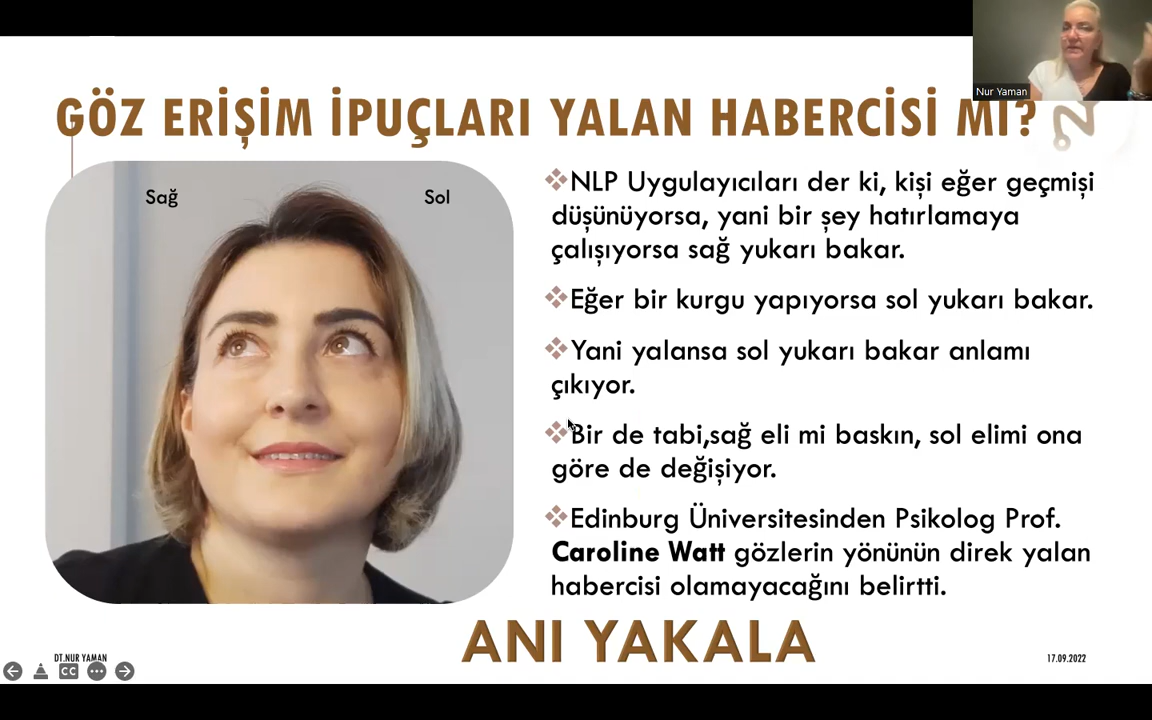 Nur Yaman
GÖZ ERİŞİM İPUÇLARI YALAN HABERCİSİ Mİ?
Sağ
Sol
NLP Uygulayıcıları der ki, kişi eğer geçmişi
düşünüyorsa, yani bir şey hatırlamaya
çalışıyorsa sağ yukarı bakar.
Eğer bir kurgu yapıyorsa sol yukarı bakar.
Yani yalansa sol yukarı bakar anlamı
çıkıyor.
Bir de tabi,sağ eli mi baskın, sol elimi ona
göre de değişiyor.
Edinburg Üniversitesinden Psikolog Prof.
Caroline Watt gözlerin yönünün direk yalan
habercisi olamayacağını belirtti.
ANI YAKALA
DT.NUR YAMAN
17.09.2022
CC